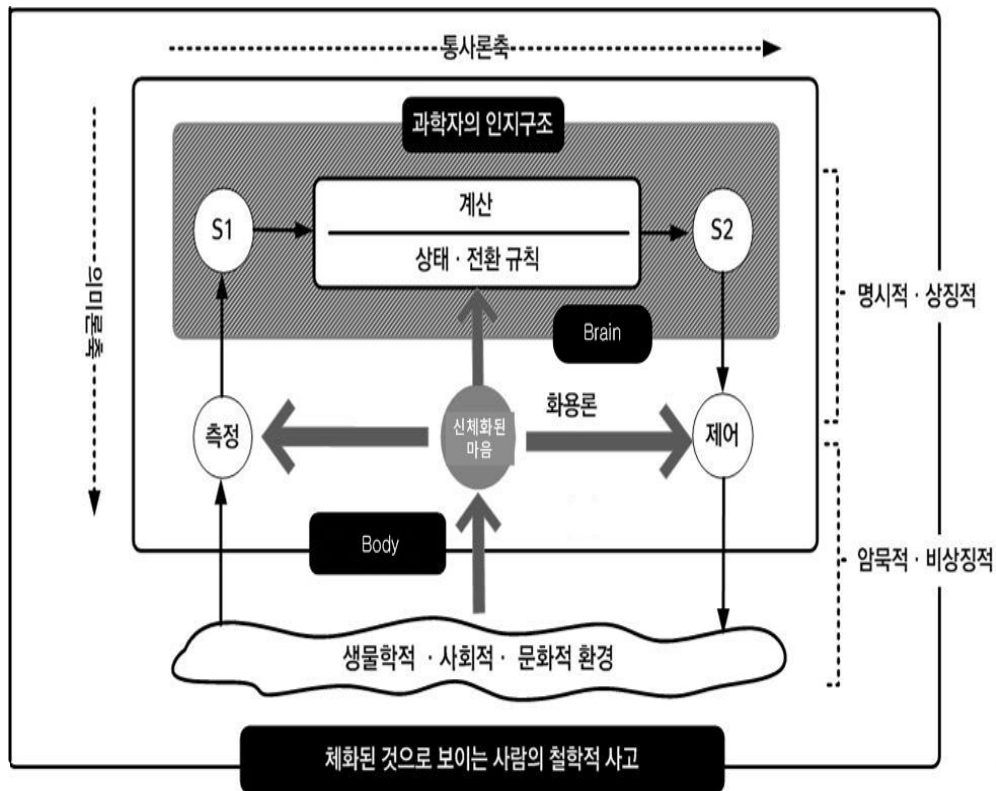 통사론축
과학자의 인지구조
계산
S1
S2
상태 · 전환 규칙
의미론축
명시적 · 상징적
Brain
화용론
측정
신체화된
마음
제어
Body
암묵적 · 비상징적
생물학적 · 사회적 · 문화적 환경
체화된 것으로 보이는 사람의 철학적 사고